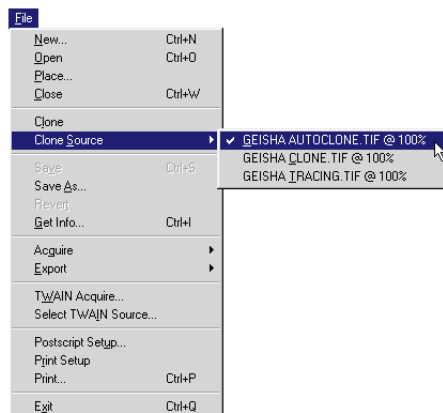 File
New... Ctrl+N
Open Ctrl+O
Place...
Close Ctrl+W
Clone
Clone Source
✓ GEISHA AUTOCLONE.TIF @ 100%
GEISHA CLONE.TIF @ 100%
GEISHA TRACING.TIF @ 100%
Save Ctrl+S
Save As...
Revert
Get Info... Ctrl+I
Acquire
Export
TWAIN Acquire...
Select TWAIN Source...
Postscript Setup...
Print Setup
Print... Ctrl+P
Exit Ctrl+Q